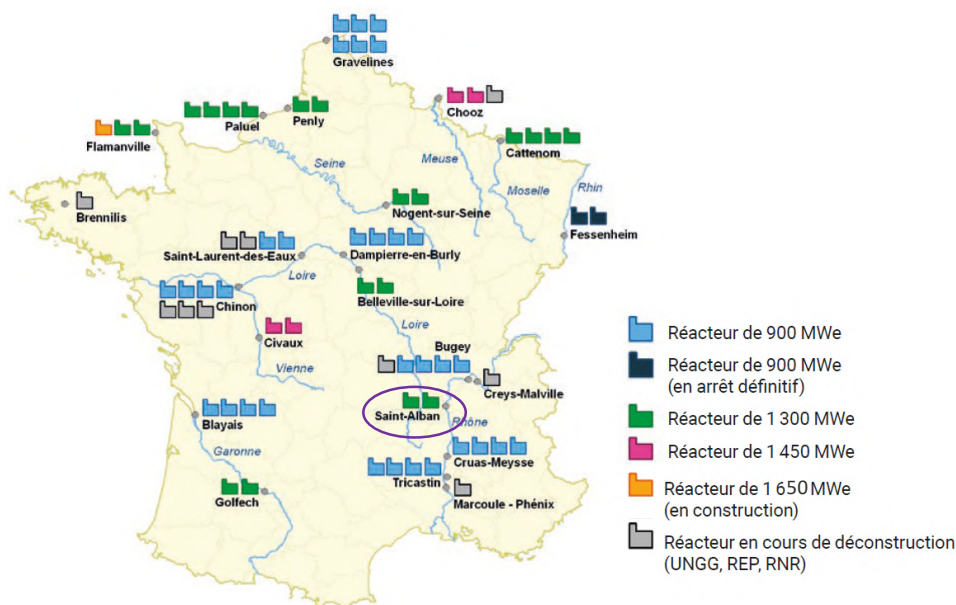 Gravelines
Penly
Paluel
Chooz
Flamanville
Cattenom
Seine
Meuse
Moselle
Rhin
Brennilis
Nogent-sur-Seine
Fessenheim
Saint-Laurent-des-Eaux
Dampierre-en-Burly
Loire
Chinon
Belleville-sur-Loire
Civaux
Loire
Bugey
Vienne
Creys-Malville
Saint-Alban
Rhône
Blayais
Garonne
Cruas-Meysse
Tricastin
Golfech
Marcoule - Phénix
Réacteur de 900 MWe
Réacteur de 900 MWe
(en arrêt définitif)
Réacteur de 1 300 MWe
Réacteur de 1 450 MWe
Réacteur de 1 650 MWe
(en construction)
Réacteur en cours de déconstruction
(UNGG, REP, RNR)